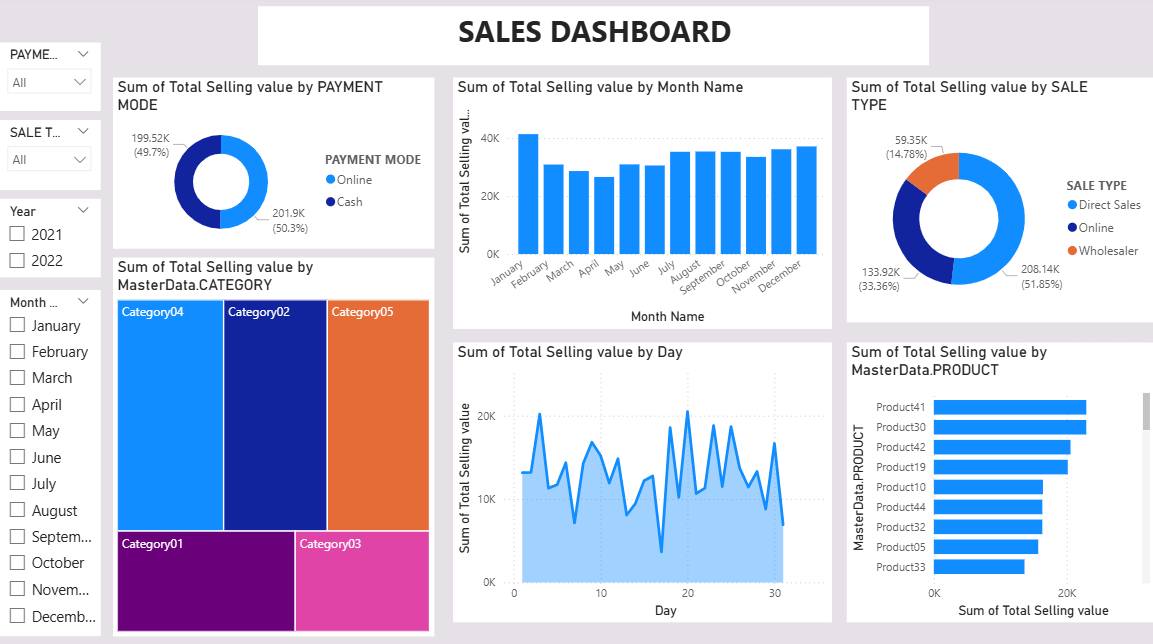 SALES DASHBOARD
PAYME...
All
SALE T...
All
Year
2021
2022
Month ...
January
February
March
April
May
June
July
August
Septem...
October
Novem...
Decemb...
Sum of Total Selling value by PAYMENT
MODE
199.52K
(49.7%)
201.9K
(50.3%)
PAYMENT MODE
Online
Cash
Sum of Total Selling value by
MasterData.CATEGORY
Category04
Category02
Category05
Category01
Category03
Sum of Total Selling value by Month Name
Sum of Total Selling val...
40K
20K
0K
January
February
March
April
May
June
July
August
September
October
November
December
Month Name
Sum of Total Selling value by Day
Sum of Total Selling value
20K
10K
0K
0
10
20
30
Day
Sum of Total Selling value by SALE
TYPE
59.35K
(14.78%)
133.92K
(33.36%)
208.14K
(51.85%)
SALE TYPE
Direct Sales
Online
Wholesaler
Sum of Total Selling value by
MasterData.PRODUCT
MasterData.PRODUCT
Product41
Product30
Product42
Product19
Product10
Product44
Product32
Product05
Product33
0K
20K
Sum of Total Selling value